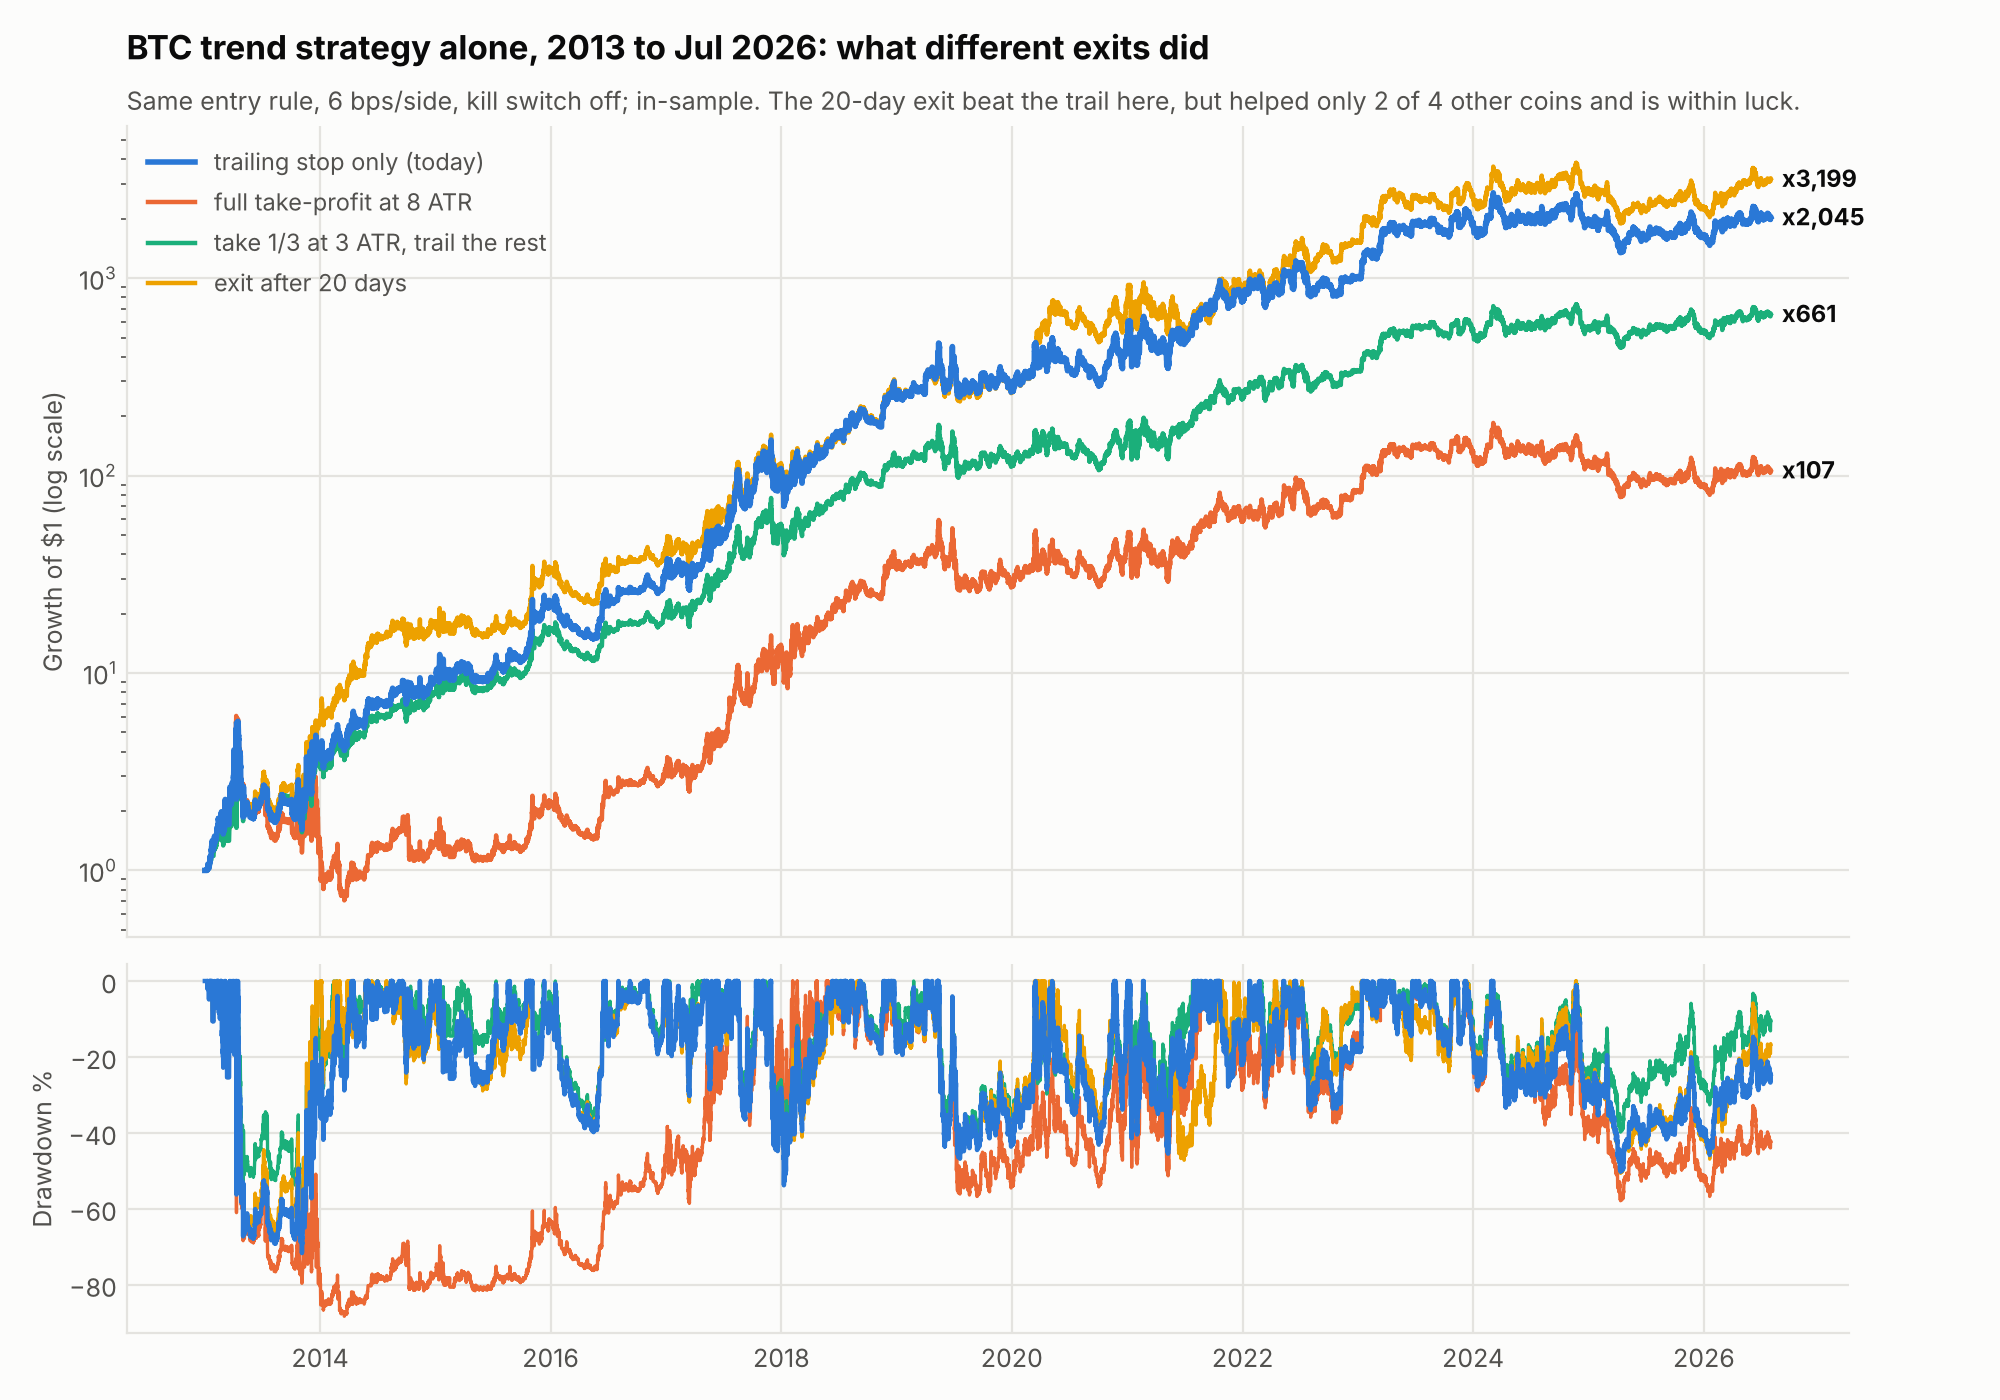 BTC trend strategy alone, 2013 to Jul 2026: what different exits did
Same entry rule, 6 bps/side, kill switch off; in-sample. The 20-day exit beat the trail here, but helped only 2 of 4 other coins and is within luck.
trailing stop only (today)
full take-profit at 8 ATR
take 1/3 at 3 ATR, trail the rest
exit after 20 days
Growth of $1 (log scale)
10³
10²
10¹
10⁰
x3,199
x2,045
x661
x107
Drawdown %
0
−20
−40
−60
−80
2014
2016
2018
2020
2022
2024
2026